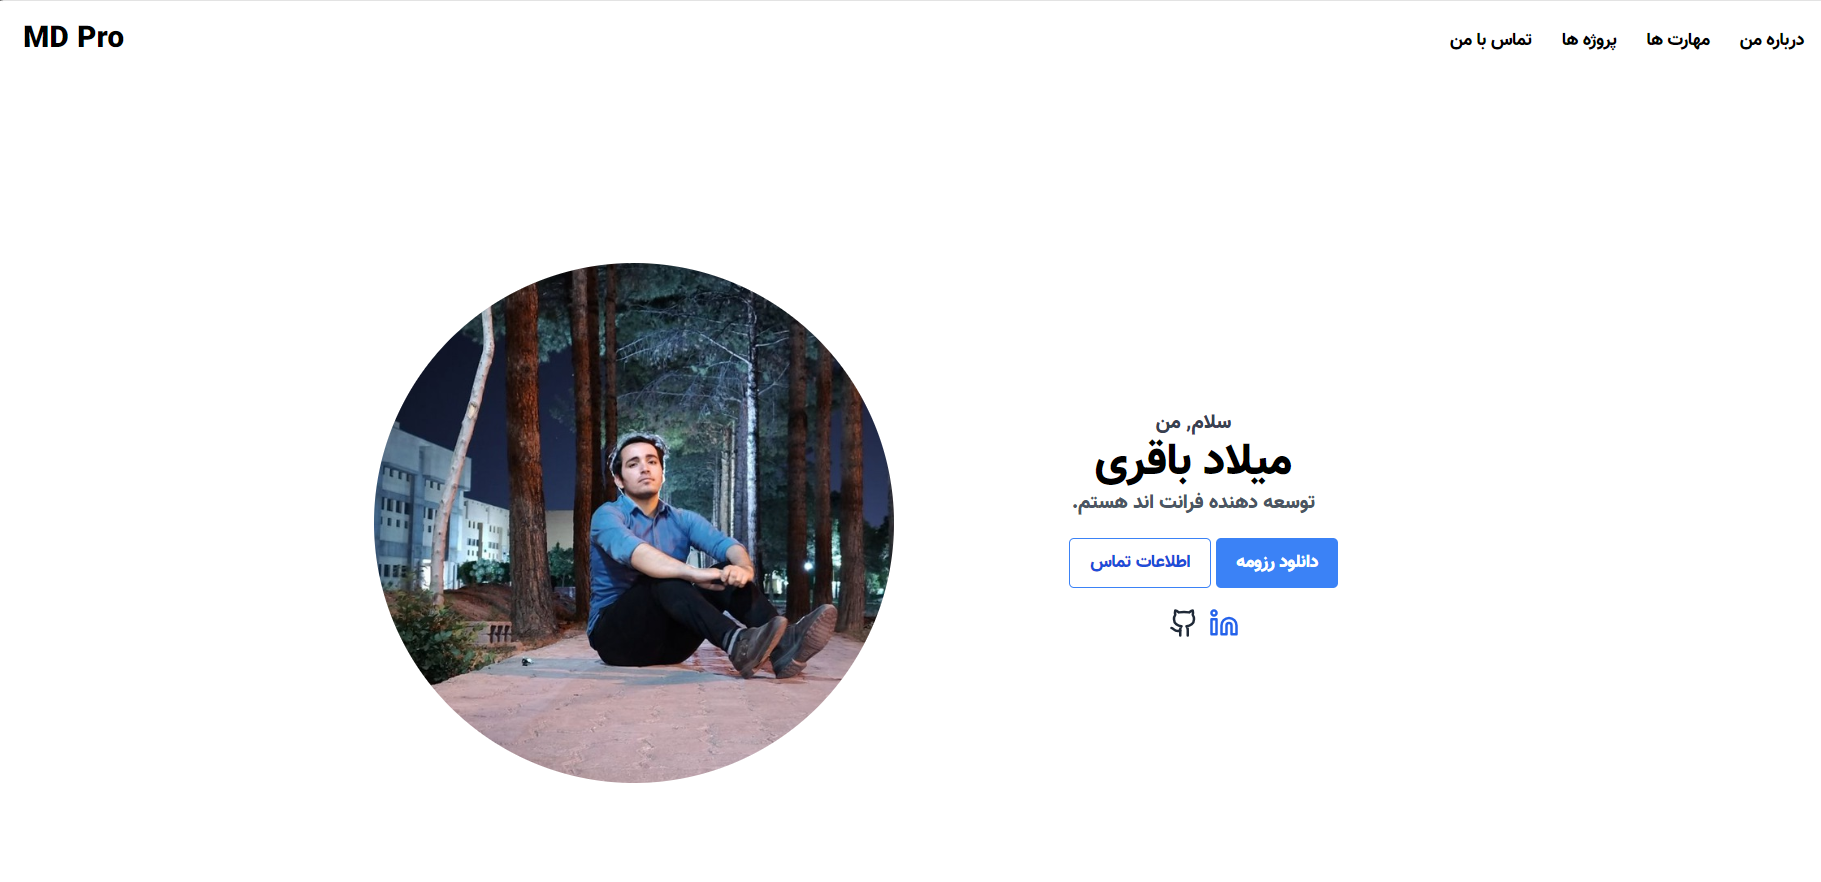 درباره من
مهارت ها
پروژه ها
تماس با من
MD Pro
سلام, من
میلاد باقری
توسعه دهنده فرانت اند هستم.
دانلود رزومه
اطلاعات تماس